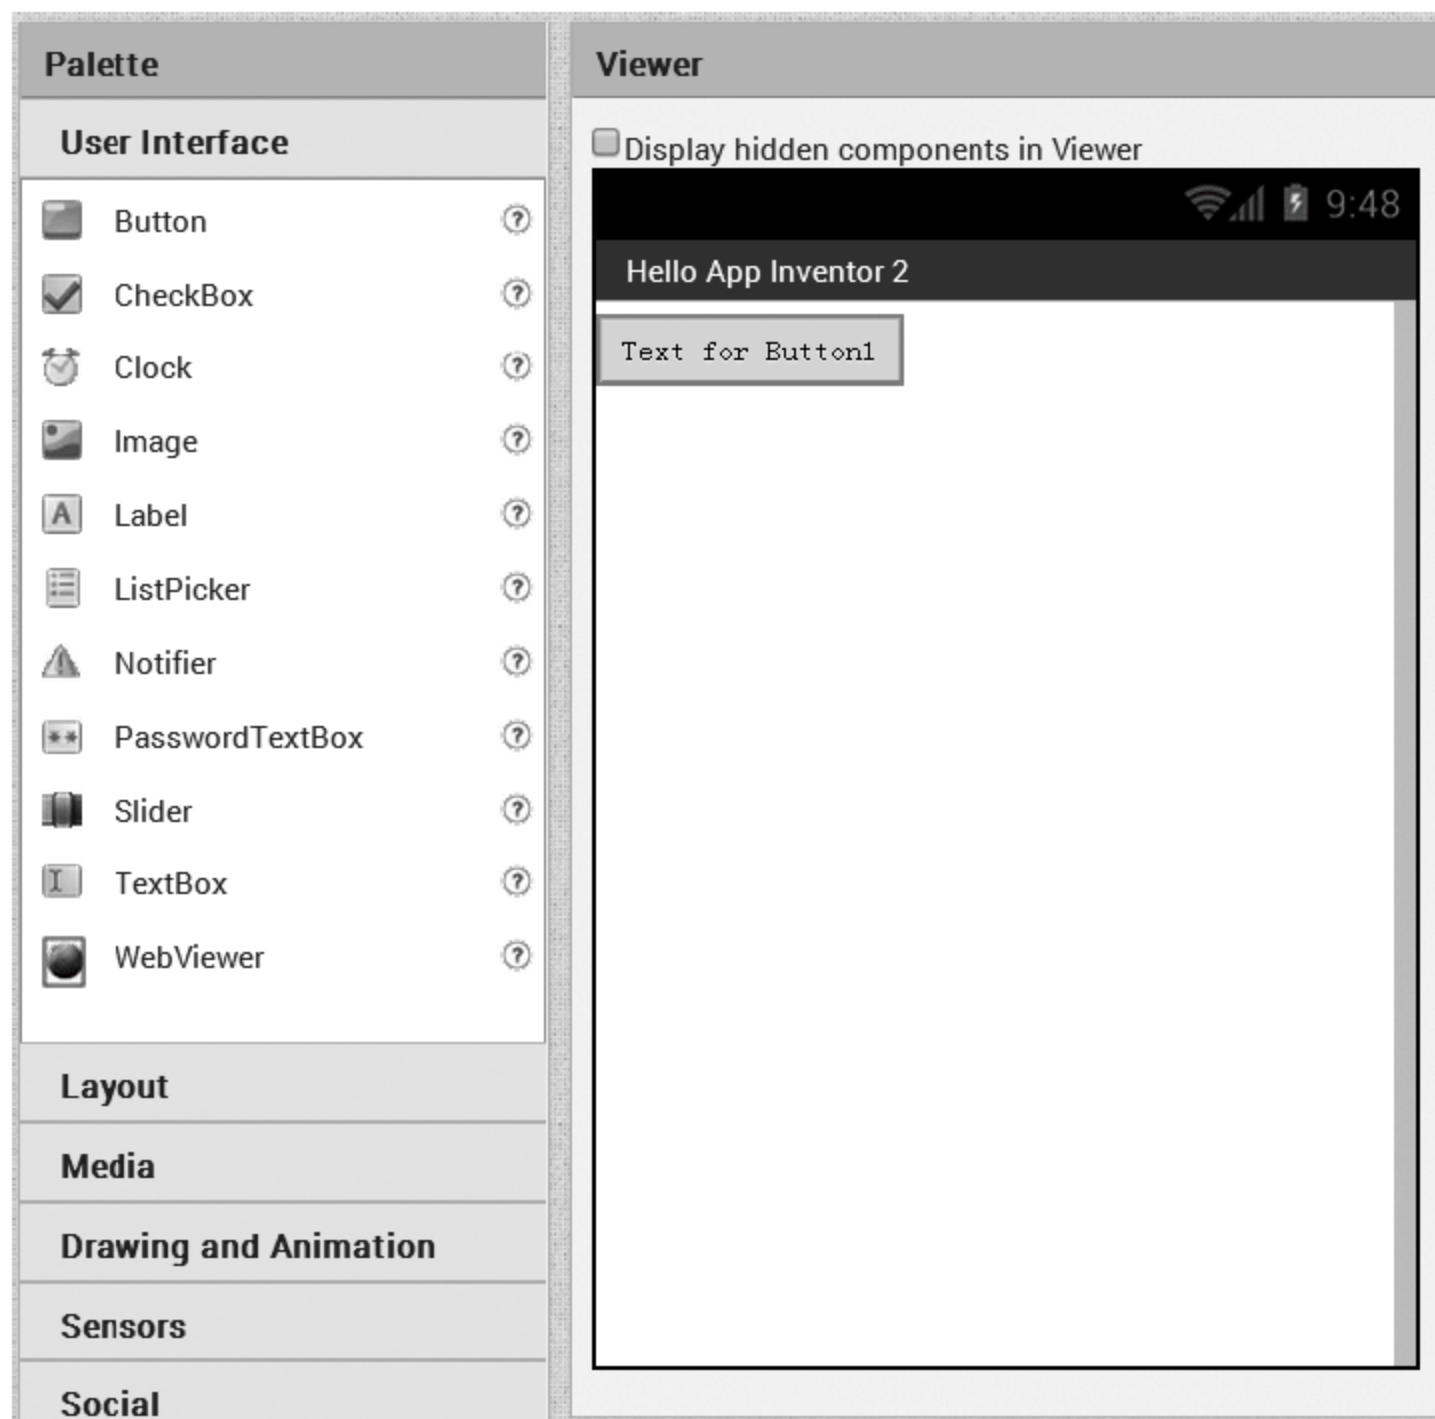 Palette
User Interface
Button ?
CheckBox ?
Clock ?
Image ?
A Label ?
ListPicker ?
Notifier ?
** PasswordTextBox ?
Slider ?
I TextBox ?
WebViewer ?
Layout
Media
Drawing and Animation
Sensors
Social
Viewer
Display hidden components in Viewer
9:48
Hello App Inventor 2
Text for Button1